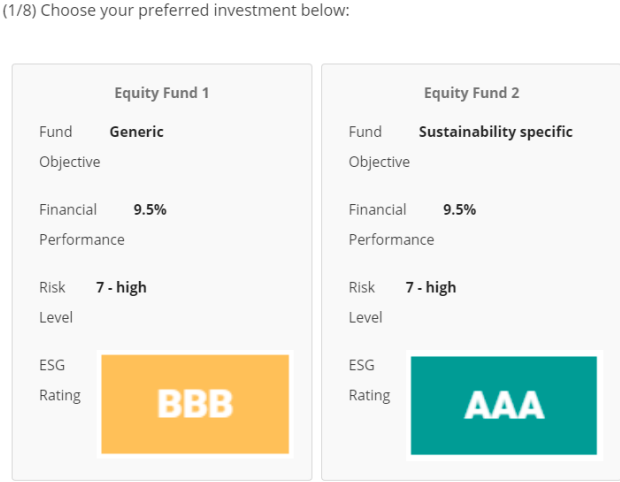 (1/8) Choose your preferred investment below:
Equity Fund 1
Fund Generic
Objective
Financial 9.5%
Performance
Risk 7 - high
Level
ESG
Rating BBB
Equity Fund 2
Fund Sustainability specific
Objective
Financial 9.5%
Performance
Risk 7 - high
Level
ESG
Rating AAA